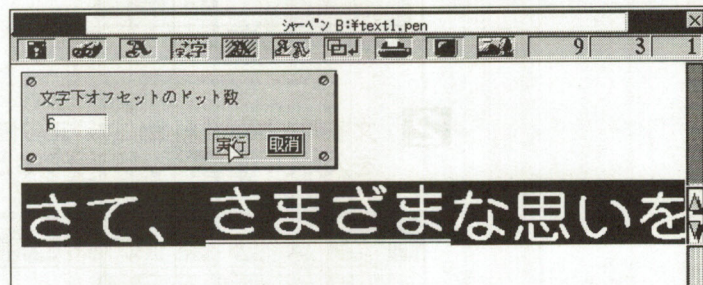 シャーペン B:¥text1.pen
字字 9 3 1
文字下オフセットのドット数
6
実行 取消
さて、さまざまな思いを